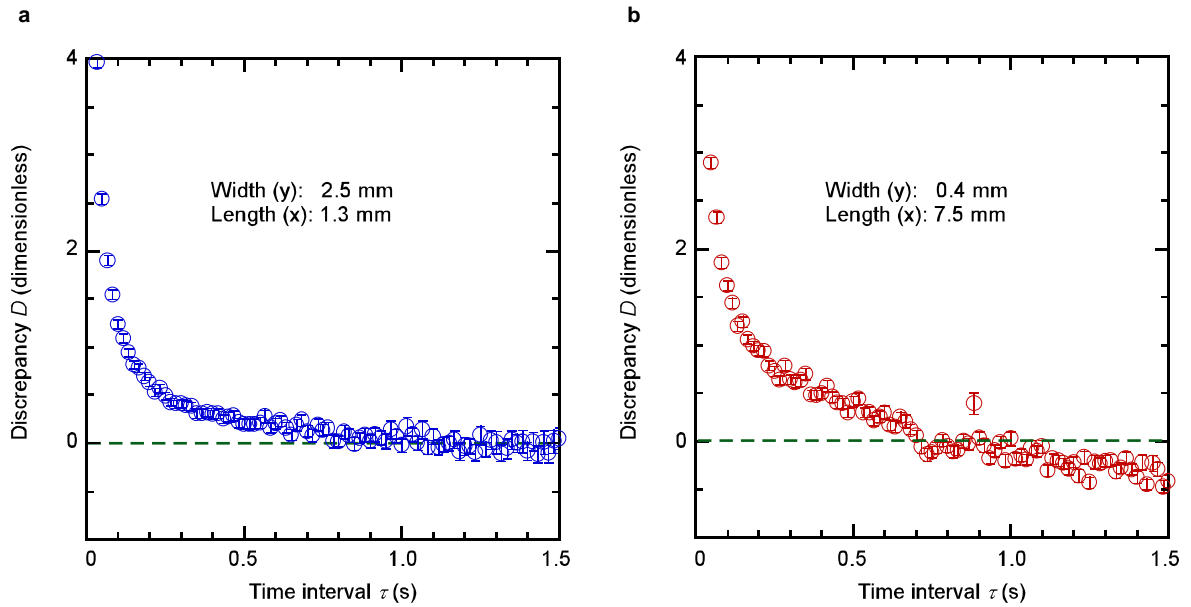 a
4
2
0
0
0.5
1.0
1.5
Discrepancy D (dimensionless)
Width (y): 2.5 mm
Length (x): 1.3 mm
Time interval τ (s)
b
4
2
0
0
0.5
1.0
1.5
Discrepancy D (dimensionless)
Width (y): 0.4 mm
Length (x): 7.5 mm
Time interval τ (s)